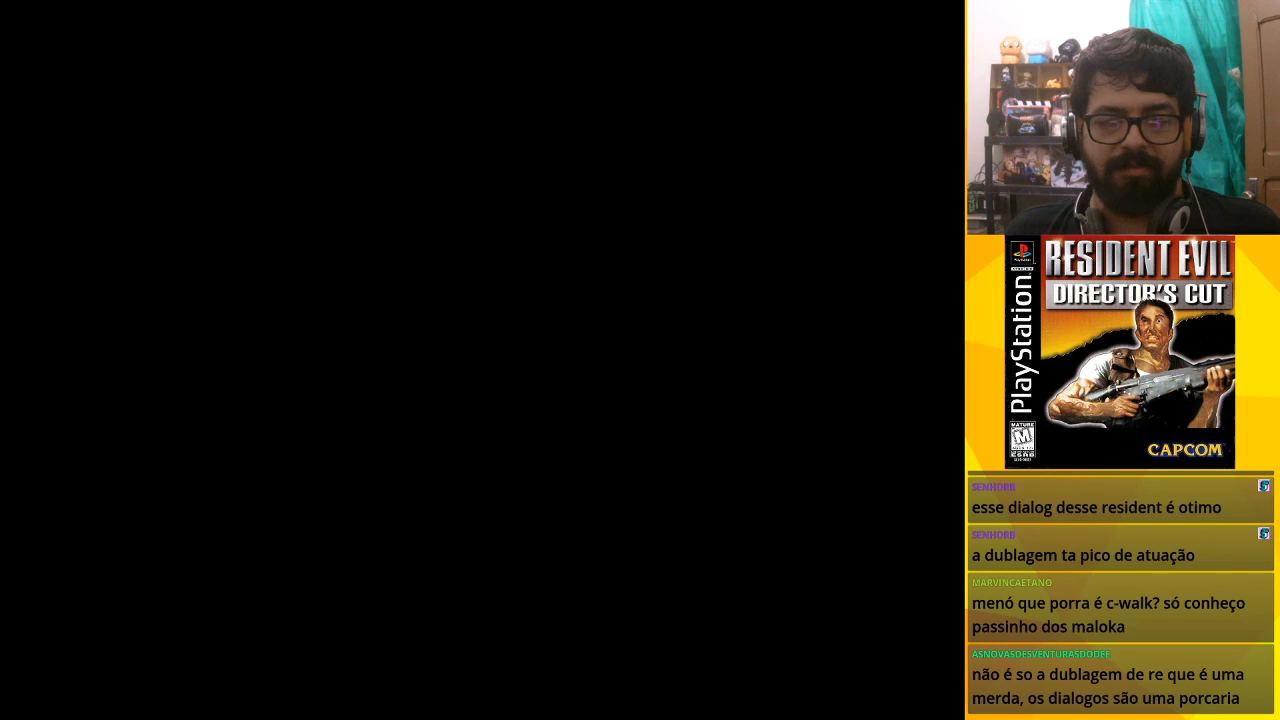 PlayStation
RESIDENT EVIL
DIRECTOR'S CUT
PlayStation
MATURE
M
ESRB
CAPCOM
SENHORB
esse dialog desse resident é otimo
SENHORB
a dublagem ta pico de atuação
MARVINCAETANO
menó que porra é c-walk? só conheço
passinho dos maloka
ASNOVASDESVENTURASDODEE
não é so a dublagem de re que é uma
merda, os dialogos são uma porcaria